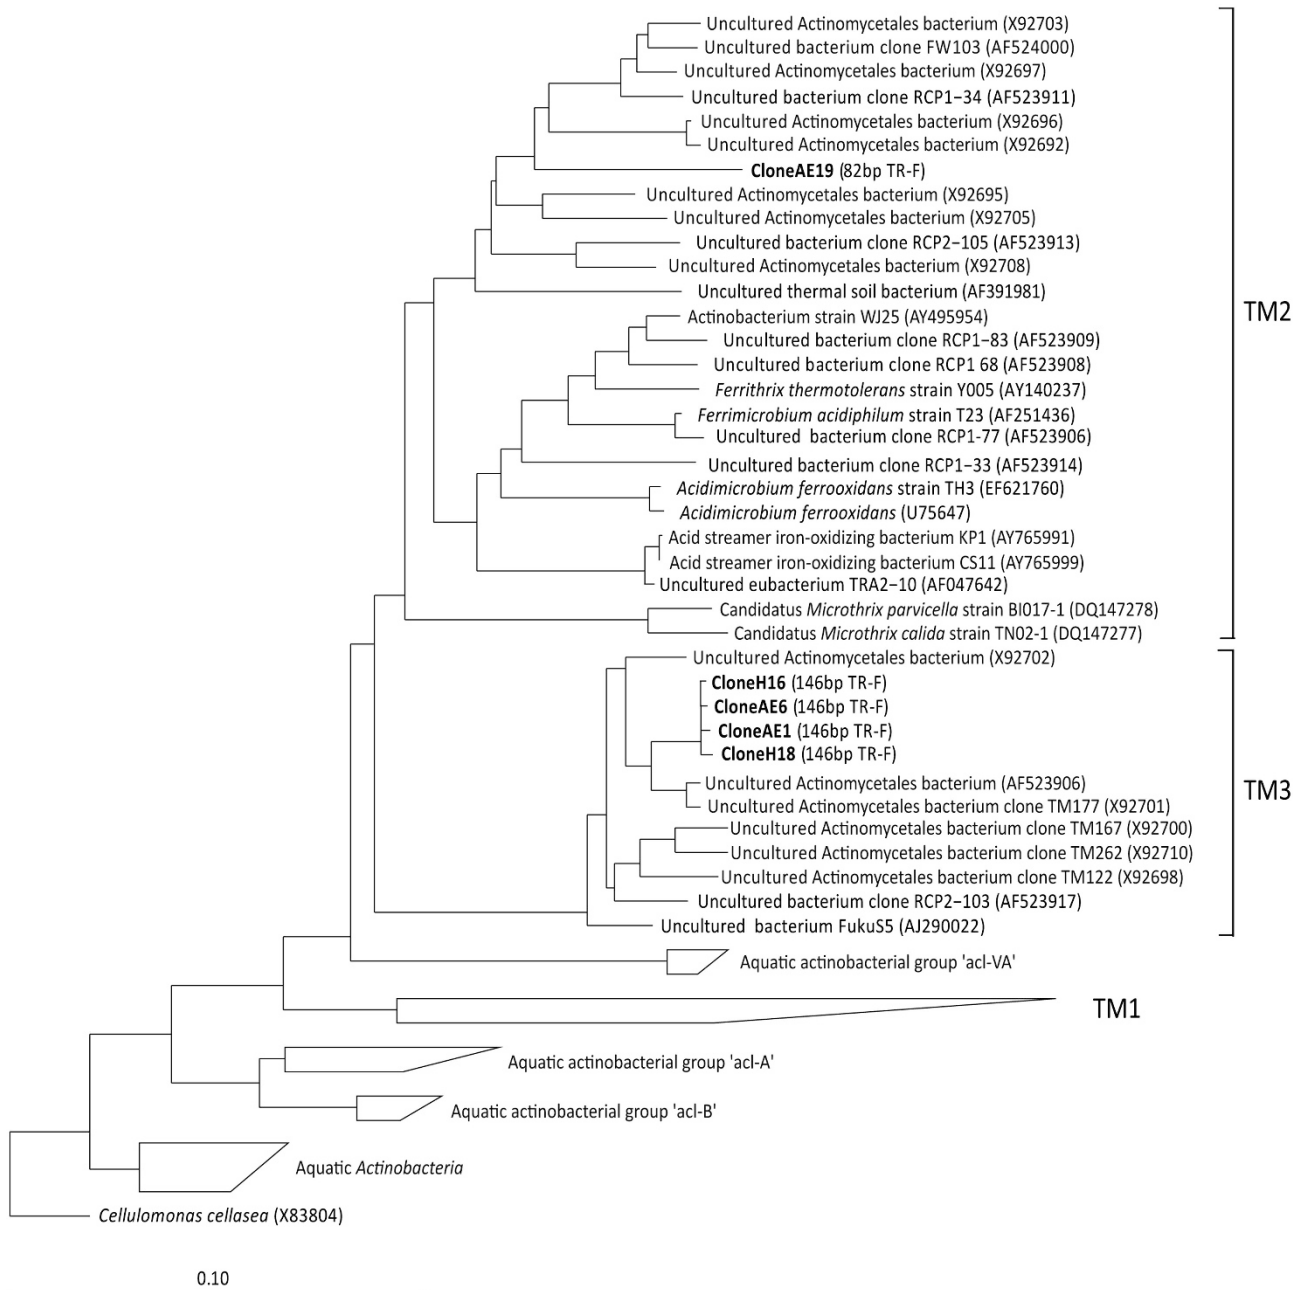 Uncultured Actinomycetales bacterium (X92703)
Uncultured bacterium clone FW103 (AF524000)
Uncultured Actinomycetales bacterium (X92697)
Uncultured bacterium clone RCP1−34 (AF523911)
Uncultured Actinomycetales bacterium (X92696)
Uncultured Actinomycetales bacterium (X92692)
CloneAE19 (82bp TR-F)
Uncultured Actinomycetales bacterium (X92695)
Uncultured Actinomycetales bacterium (X92705)
Uncultured bacterium clone RCP2−105 (AF523913)
Uncultured Actinomycetales bacterium (X92708)
Uncultured thermal soil bacterium (AF391981)
TM2
Actinobacterium strain WJ25 (AY495954)
Uncultured bacterium clone RCP1−83 (AF523909)
Uncultured bacterium clone RCP1 68 (AF523908)
Ferrithrix thermotolerans strain Y005 (AY140237)
Ferrimicrobium acidiphilum strain T23 (AF251436)
Uncultured bacterium clone RCP1-77 (AF523906)
Uncultured bacterium clone RCP1−33 (AF523914)
Acidimicrobium ferrooxidans strain TH3 (EF621760)
Acidimicrobium ferrooxidans (U75647)
Acid streamer iron-oxidizing bacterium KP1 (AY765991)
Acid streamer iron-oxidizing bacterium CS11 (AY765999)
Uncultured eubacterium TRA2−10 (AF047642)
Candidatus Microthrix parvicella strain BI017-1 (DQ147278)
Candidatus Microthrix calida strain TN02-1 (DQ147277)
Uncultured Actinomycetales bacterium (X92702)
CloneH16 (146bp TR-F)
CloneAE6 (146bp TR-F)
CloneAE1 (146bp TR-F)
CloneH18 (146bp TR-F)
Uncultured Actinomycetales bacterium (AF523906)
TM3
Uncultured Actinomycetales bacterium clone TM177 (X92701)
Uncultured Actinomycetales bacterium clone TM167 (X92700)
Uncultured Actinomycetales bacterium clone TM262 (X92710)
Uncultured Actinomycetales bacterium clone TM122 (X92698)
Uncultured bacterium clone RCP2−103 (AF523917)
Uncultured bacterium FukuS5 (AJ290022)
Aquatic actinobacterial group 'acl-VA'
TM1
Aquatic actinobacterial group 'acl-A'
Aquatic actinobacterial group 'acl-B'
Aquatic Actinobacteria
Cellulomonas cellasea (X83804)
0.10